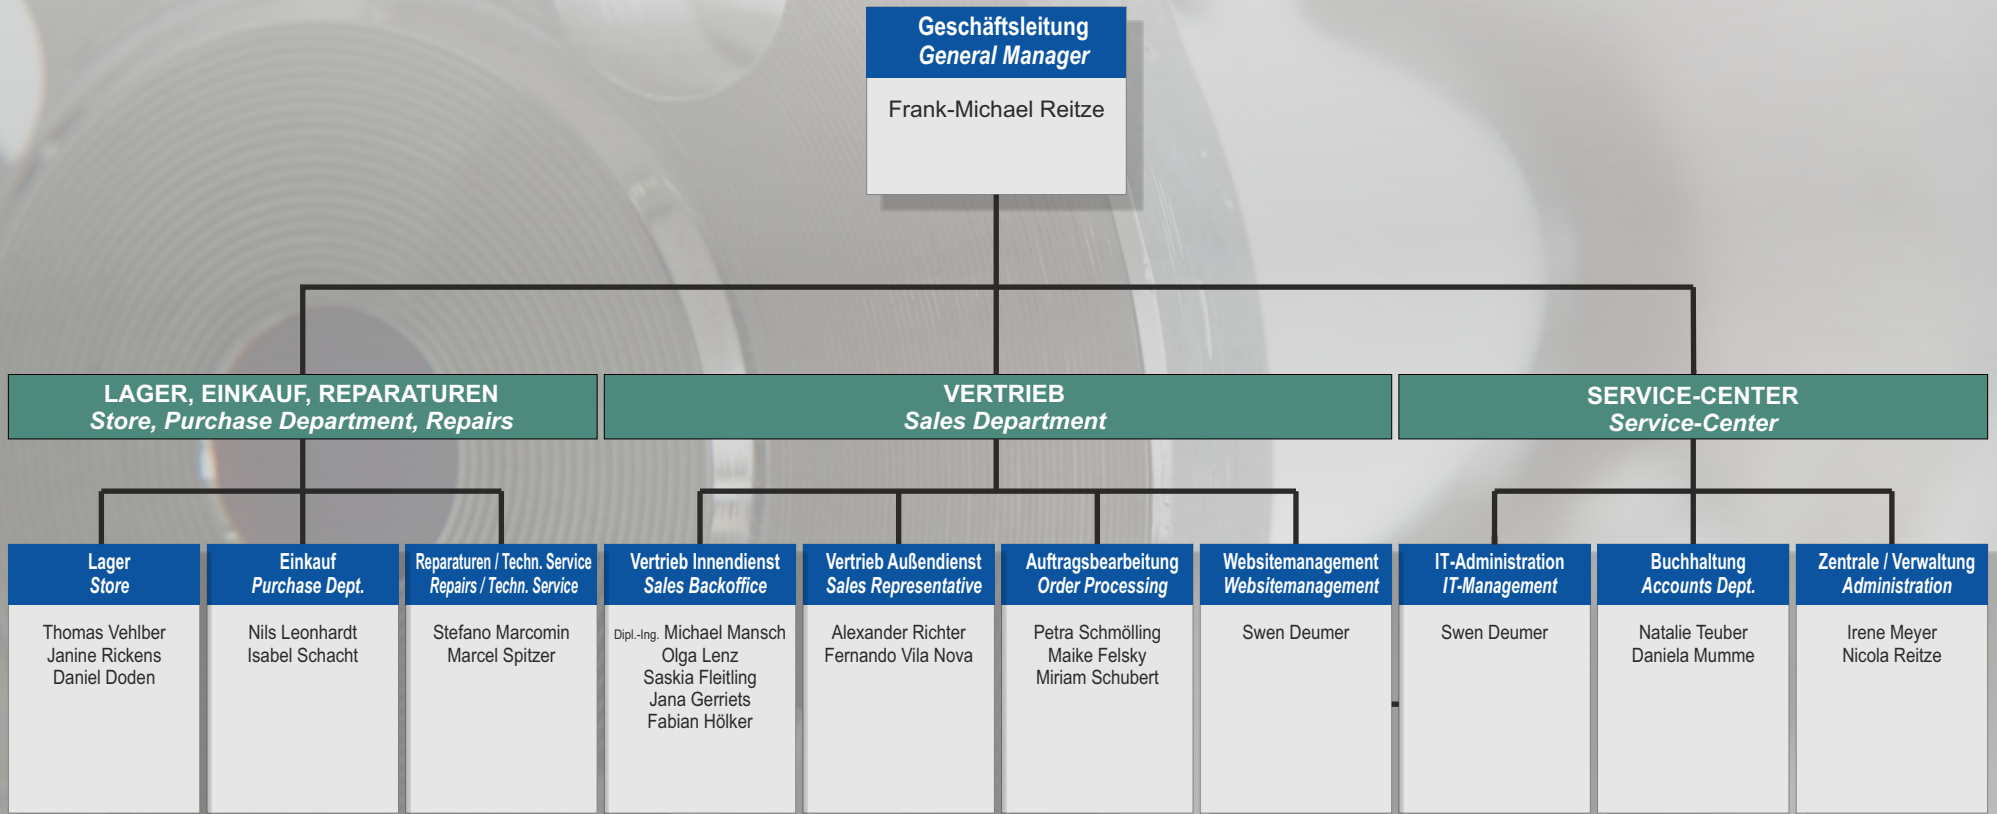 Geschäftsleitung
General Manager
Frank-Michael Reitze
LAGER, EINKAUF, REPARATUREN
Store, Purchase Department, Repairs
VERTRIEB
Sales Department
SERVICE-CENTER
Service-Center
Lager
Store
Thomas Vehlber
Janine Rickens
Daniel Doden
Einkauf
Purchase Dept.
Nils Leonhardt
Isabel Schacht
Reparaturen / Techn. Service
Repairs / Techn. Service
Stefano Marcomin
Marcel Spitzer
Vertrieb Innendienst
Sales Backoffice
Dipl.-Ing. Michael Mansch
Olga Lenz
Saskia Fleitling
Jana Gerriets
Fabian Hölker
Vertrieb Außendienst
Sales Representative
Alexander Richter
Fernando Vila Nova
Auftragsbearbeitung
Order Processing
Petra Schmölling
Maike Felsky
Miriam Schubert
Websitemanagement
Websitemanagement
Swen Deumer
IT-Administration
IT-Management
Swen Deumer
Buchhaltung
Accounts Dept.
Natalie Teuber
Daniela Mumme
Zentrale / Verwaltung
Administration
Irene Meyer
Nicola Reitze